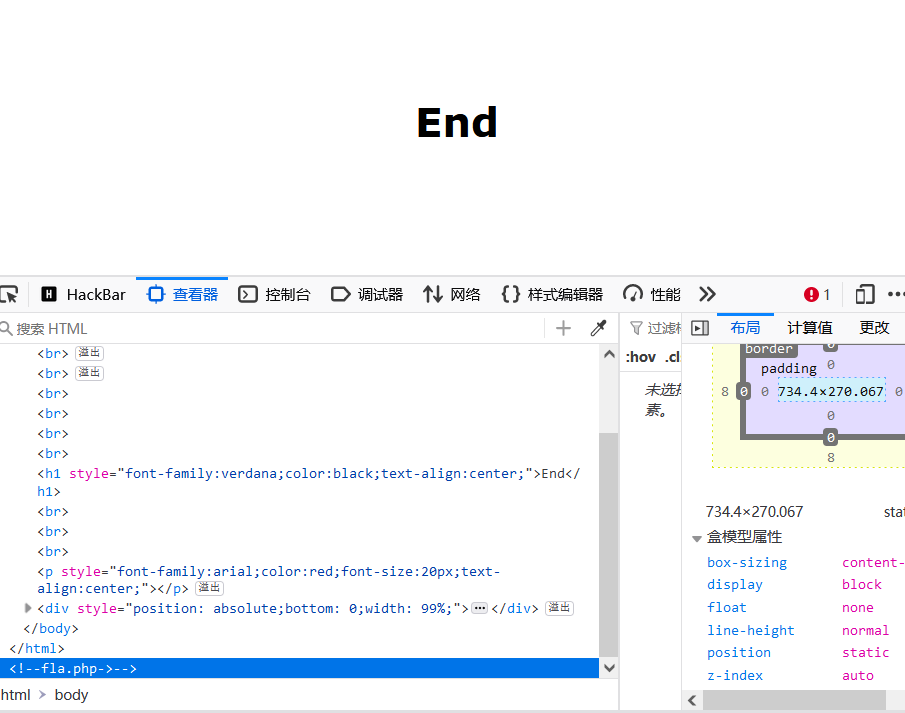 End
HackBar 查看器 控制台 调试器 网络 样式编辑器 性能 1
搜索 HTML
<br> 溢出
<br> 溢出
<br>
<br>
<br>
<br>
<h1 style="font-family:verdana;color:black;text-align:center;">End</
h1>
<br>
<br>
<br>
<p style="font-family:arial;color:red;font-size:20px;text-
align:center;"></p> 溢出
<div style="position: absolute;bottom: 0;width: 99%;"></div> 溢出
</body>
</html>
<!--fla.php->-->
html > body
过滤
:hov .cl
未选
素。
布局 计算值 更改
border 0
padding 0
8 0 0 734.4×270.067 0
0
0
8
734.4×270.067 stat
盒模型属性
box-sizing content-
display block
float none
line-height normal
position static
z-index auto